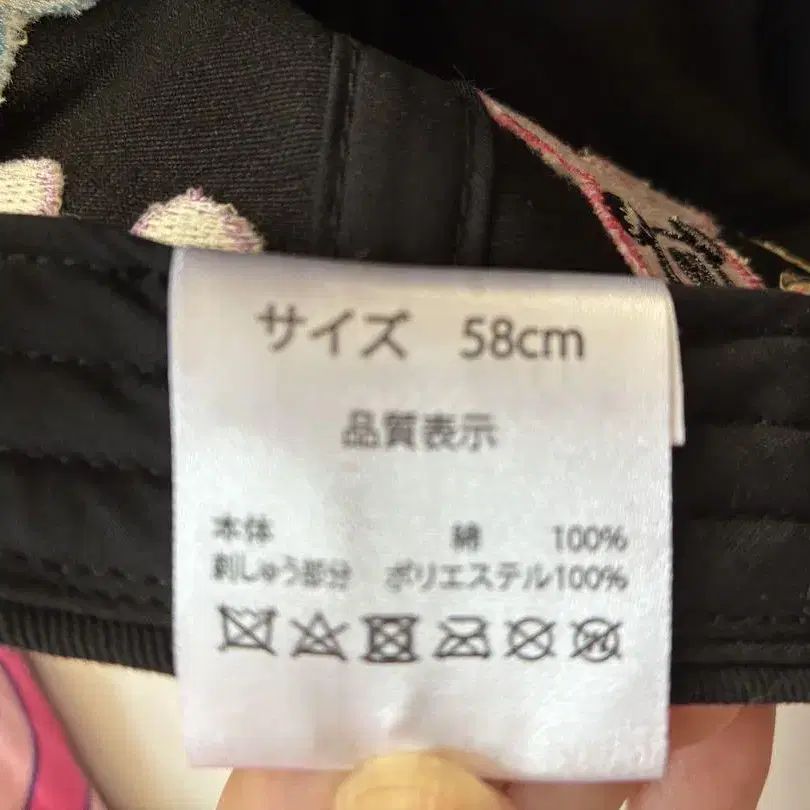 サイズ 58cm
品質表示
本体 綿 100%
刺しゅう部分 ポリエステル100%